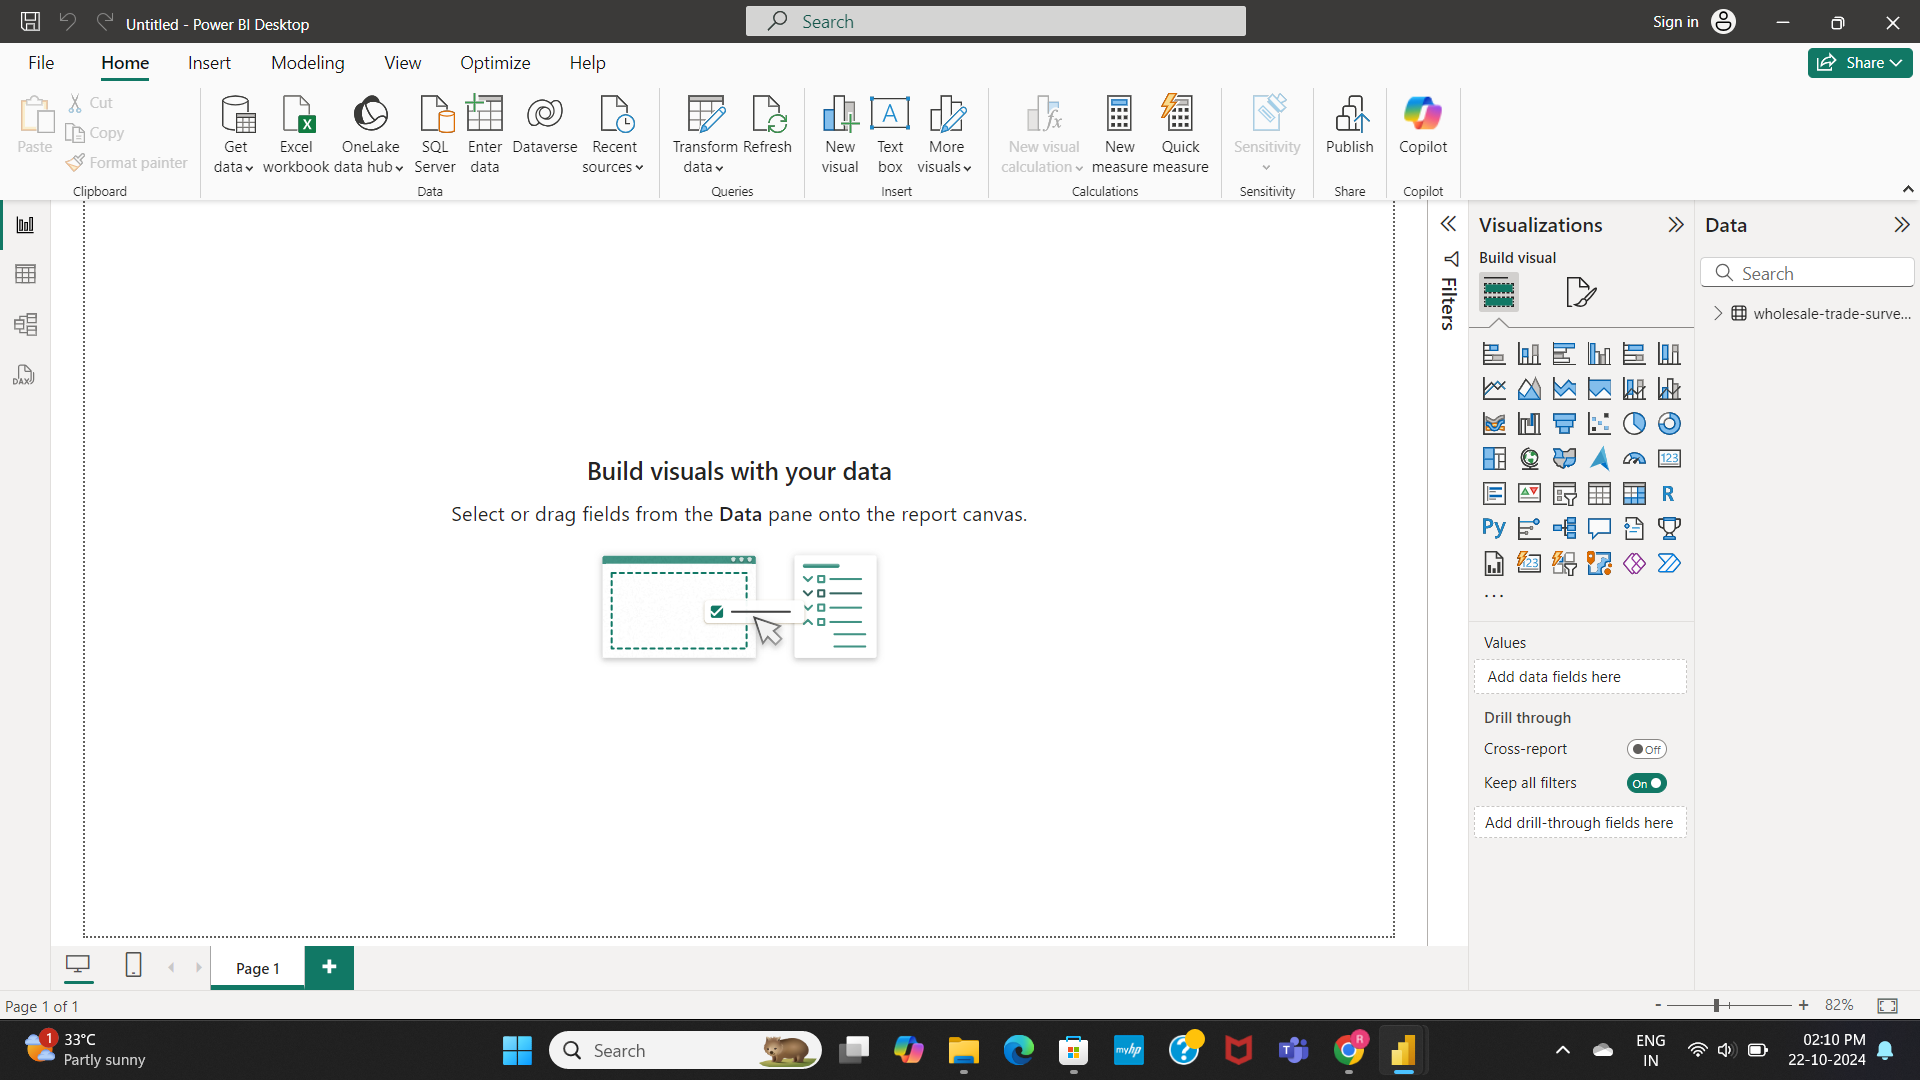 Untitled - Power BI Desktop
Search
Sign in
File
Home
Insert
Modeling
View
Optimize
Help
Share
Paste
Cut
Copy
Format painter
Clipboard
Get data
Excel workbook
OneLake data hub
SQL Server
Enter data
Dataverse
Recent sources
Data
Transform data
Refresh
Queries
New visual
Text box
More visuals
Insert
New visual calculation
New measure
Quick measure
Calculations
Sensitivity
Sensitivity
Publish
Share
Copilot
Copilot
Build visuals with your data
Select or drag fields from the Data pane onto the report canvas.
Filters
Visualizations
Build visual
Values
Add data fields here
Drill through
Cross-report
Off
Keep all filters
On
Add drill-through fields here
Data
Search
wholesale-trade-surve...
Page 1
Page 1 of 1
- + 82%
1
33°C
Partly sunny
Search
ENG
IN
02:10 PM
22-10-2024